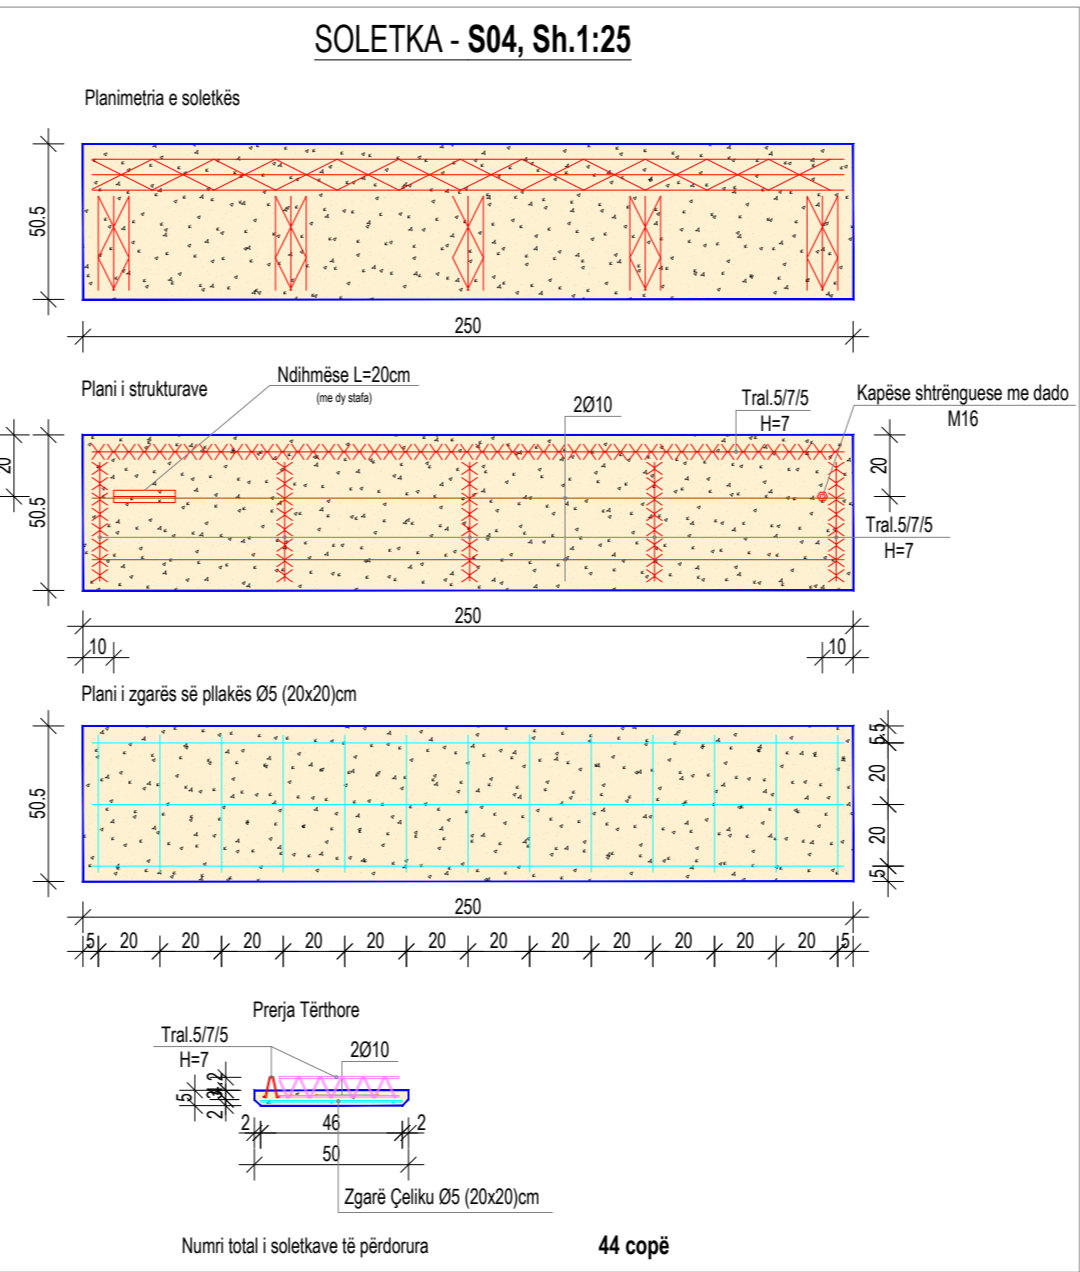 SOLETKA - S04, Sh.1:25
Planimetria e soletkës
50.5
250
Plani i strukturave
Ndihmëse L=20cm
(me dy stafa)
2Ø10
Tral.5/7/5
H=7
Kapëse shtrënguese me dado
M16
20
50.5
20
Tral.5/7/5
H=7
250
10
10
Plani i zgarës së pllakës Ø5 (20x20)cm
50.5
5.5
20
20
5
250
5 20 20 20 20 20 20 20 20 20 20 20 20 5
Prerja Tërthore
Tral.5/7/5
H=7
2Ø10
5
2
3
2
2 46 2
50
Zgarë Çeliku Ø5 (20x20)cm
Numri total i soletkave të përdorura 44 copë